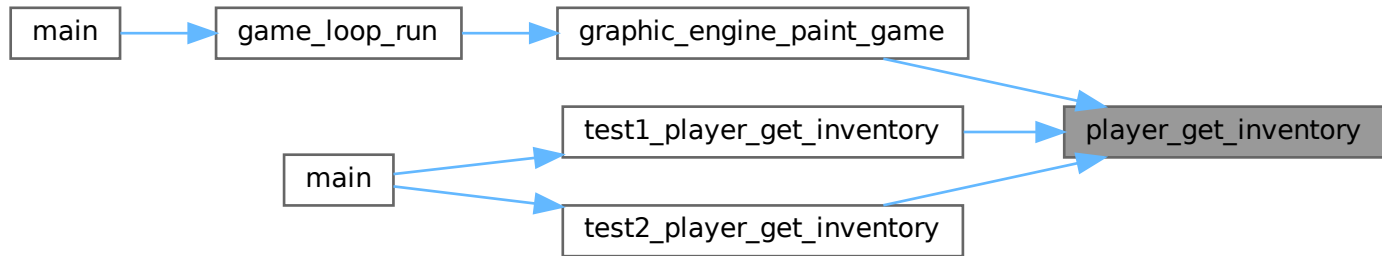 main
game_loop_run
graphic_engine_paint_game
test1_player_get_inventory
player_get_inventory
main
test2_player_get_inventory